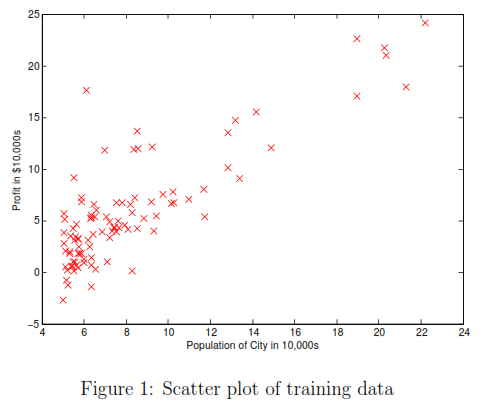 25
20
15
10
5
0
−5
Profit in $10,000s
4 6 8 10 12 14 16 18 20 22 24
Population of City in 10,000s
Figure 1: Scatter plot of training data